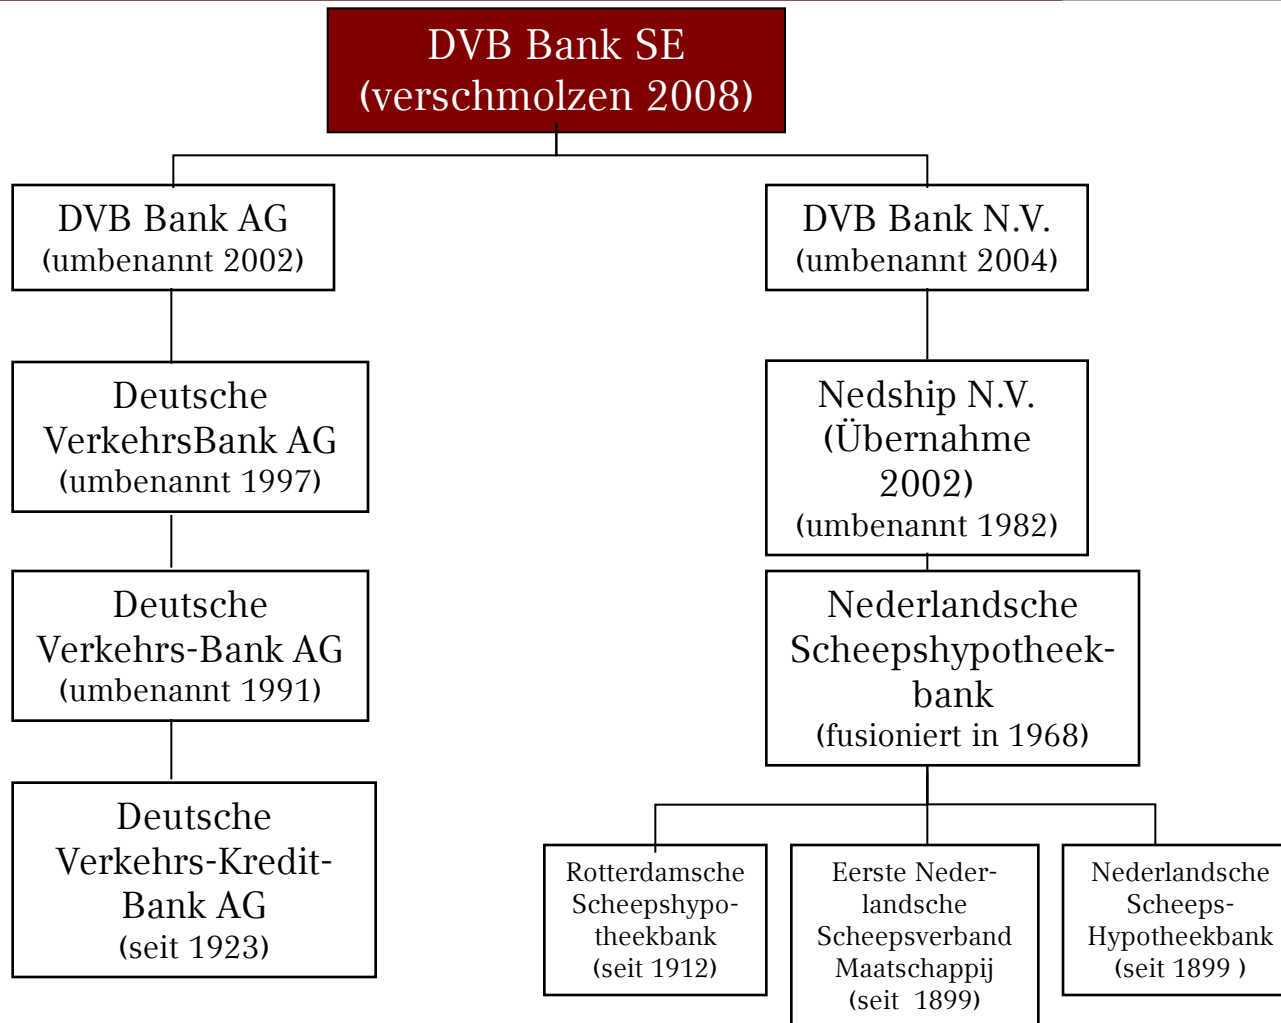 DVB Bank SE
(verschmolzen 2008)
DVB Bank AG
(umbenannt 2002)
DVB Bank N.V.
(umbenannt 2004)
Deutsche
VerkehrsBank AG
(umbenannt 1997)
Nedship N.V.
(Übernahme
2002)
(umbenannt 1982)
Deutsche
Verkehrs-Bank AG
(umbenannt 1991)
Nederlandsche
Scheepshypotheek-
bank
(fusioniert in 1968)
Deutsche
Verkehrs-Kredit-
Bank AG
(seit 1923)
Rotterdamsche
Scheepshypo-
theekbank
(seit 1912)
Eerste Neder-
landsche
Scheepsverband
Maatschappij
(seit  1899)
Nederlandsche
Scheeps-
Hypotheekbank
(seit 1899 )